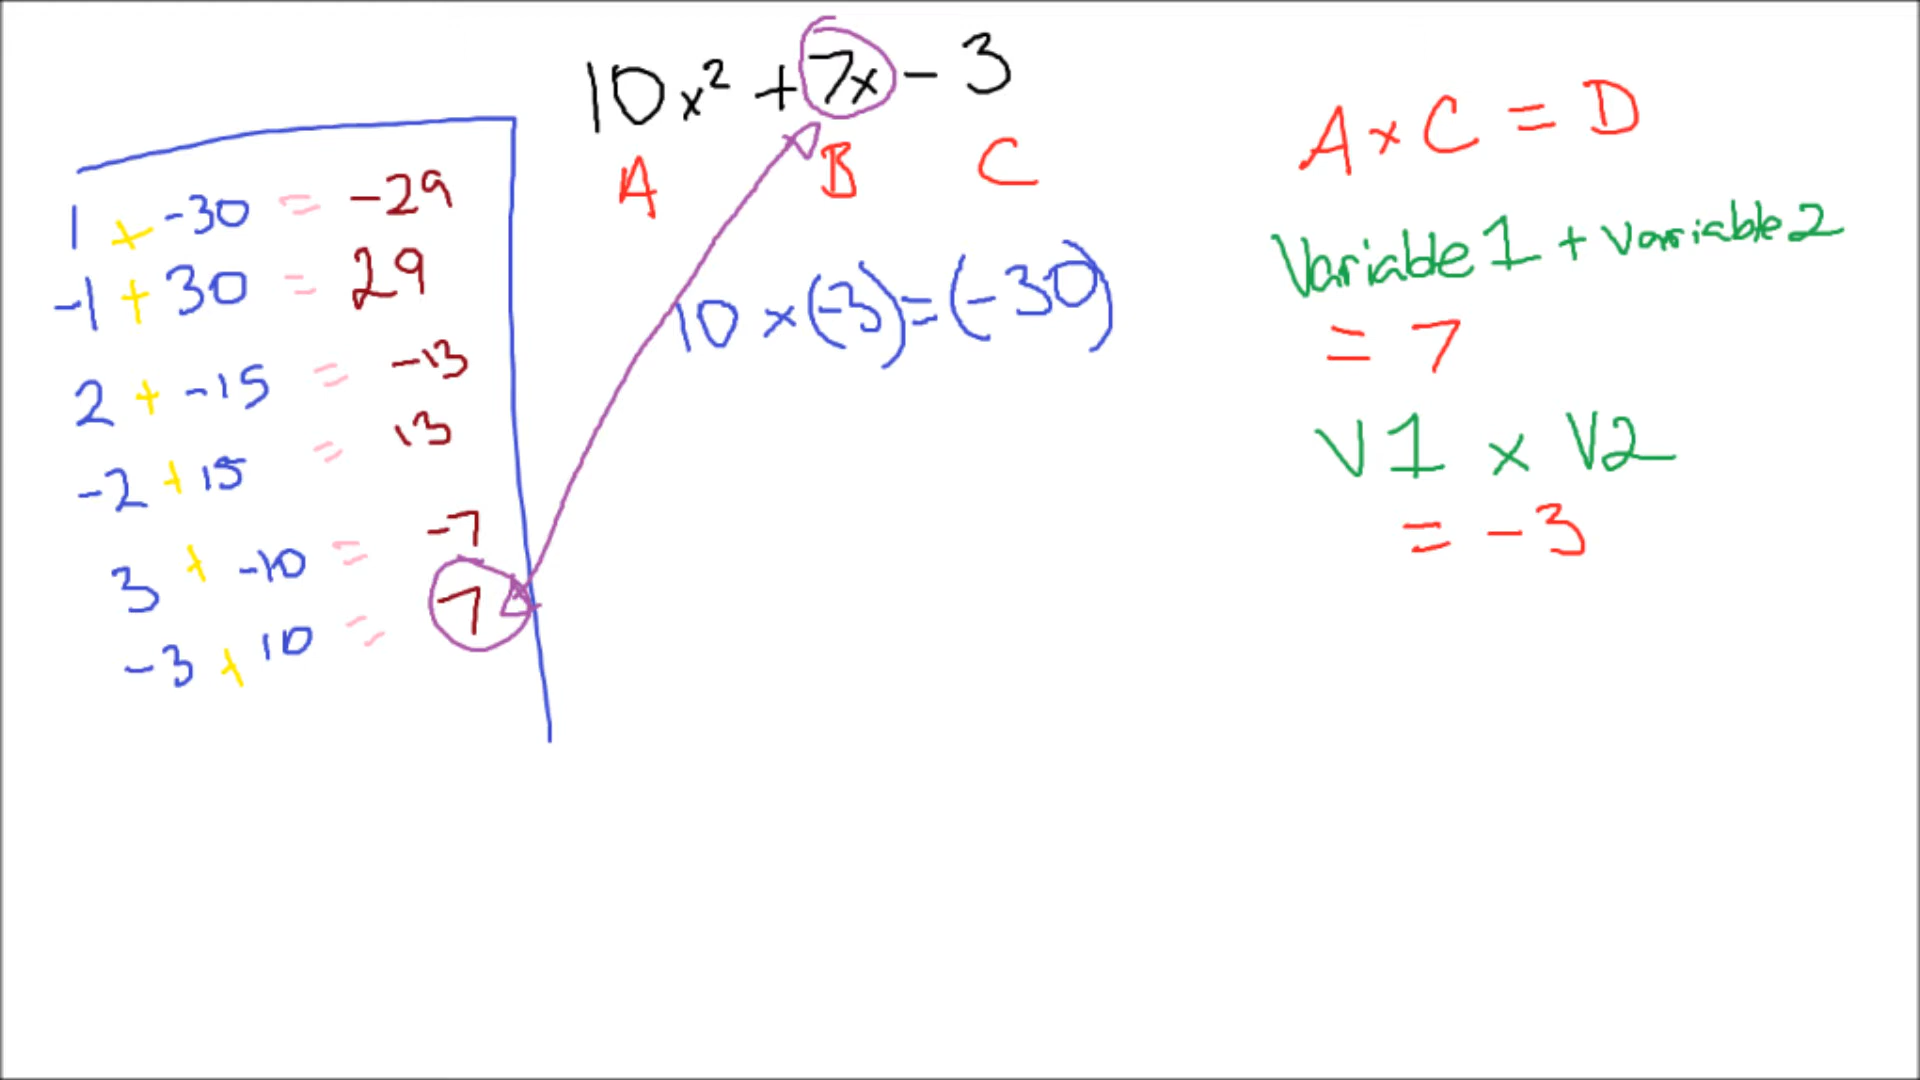 10x² + 7x - 3
A B C
10 × (-3) = (-30)
1 + -30 = -29
-1 + 30 = 29
2 + -15 = -13
-2 + 15 = 13
3 + -10 = -7
-3 + 10 = 7
A × C = D
Variable 1 + variable 2
= 7
V1 × V2
= -3